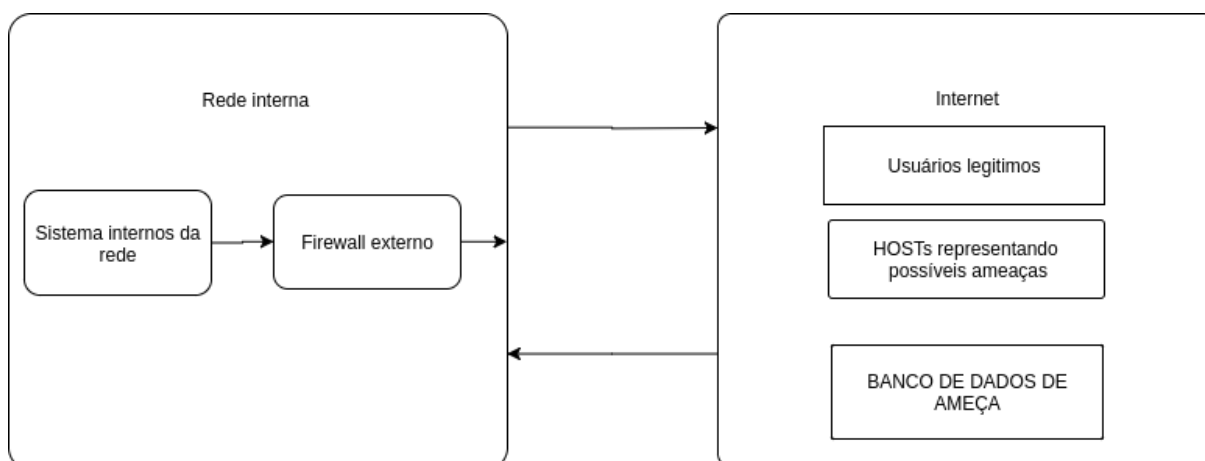 Rede interna
Sistema internos da
rede
Firewall externo
Internet
Usuários legitimos
HOSTs representando
possíveis ameaças
BANCO DE DADOS DE
AMEÇA